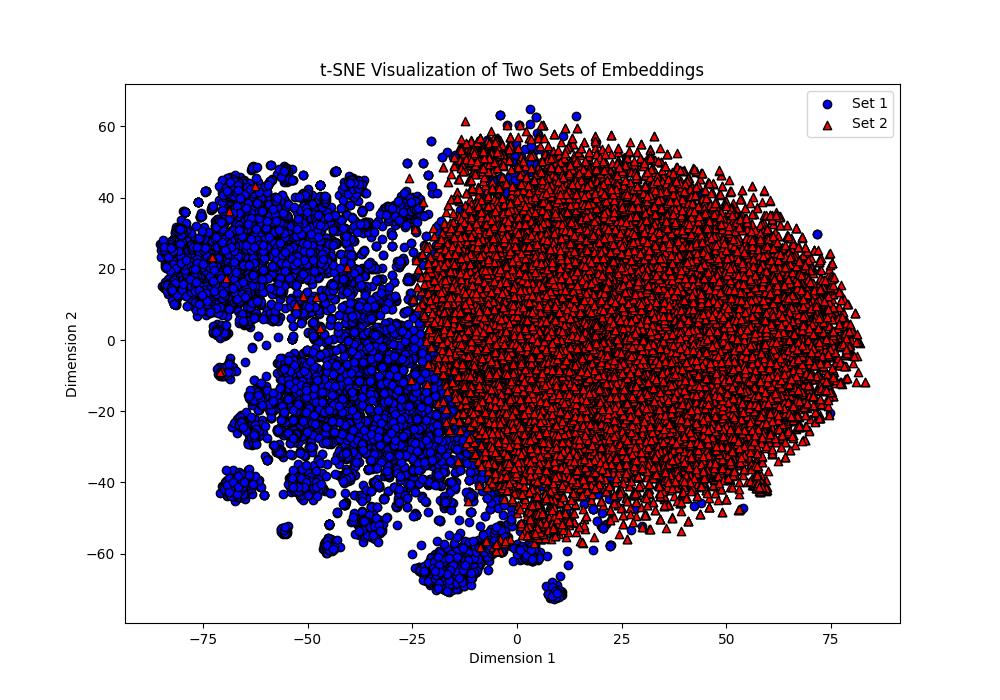 t-SNE Visualization of Two Sets of Embeddings
Set 1
Set 2
Dimension 2
60
40
20
0
−20
−40
−60
−75
−50
−25
0
25
50
75
Dimension 1